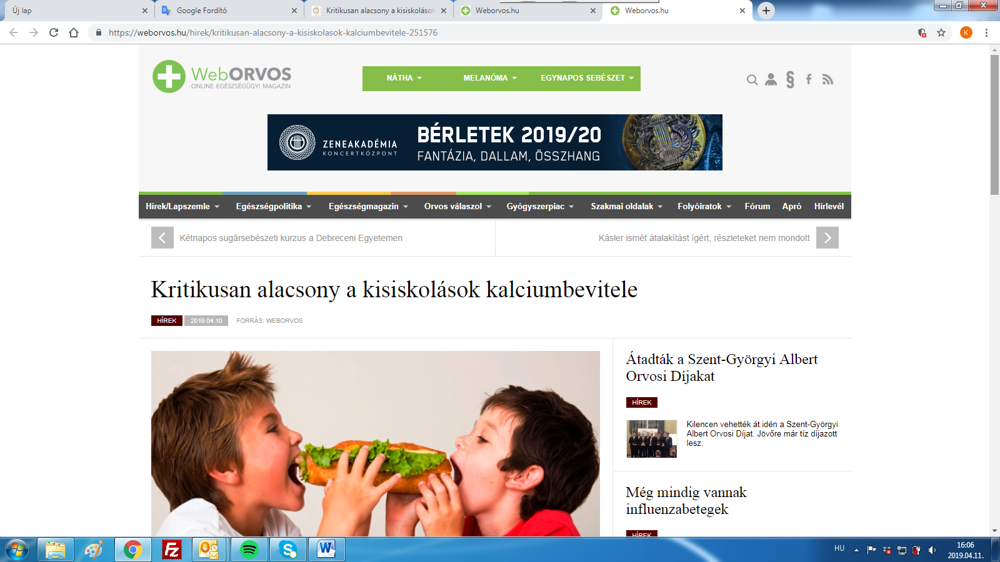 Új lap
Google Fordító
Kritikusan alacsony a kisiskolások
Weborvos.hu
Weborvos.hu
https://weborvos.hu/hirek/kritikusan-alacsony-a-kisiskolasok-kalciumbevitele-251576
K
WebORVOS
ONLINE EGÉSZSÉGÜGYI MAGAZIN
NÁTHA
MELANÓMA
EGYNAPOS SEBÉSZET
ZENEAKADÉMIA
KONCERTKÖZPONT
BÉRLETEK 2019/20
FANTÁZIA, DALLAM, ÖSSZHANG
Hírek/Lapszemle
Egészségpolitika
Egészségmagazin
Orvos válaszol
Gyógyszerpiac
Szakmai oldalak
Folyóiratok
Fórum
Apró
Hírlevél
Kétnapos sugársebészeti kurzus a Debreceni Egyetemen
Kásler ismét átalakítást ígért, részleteket nem mondott
Kritikusan alacsony a kisiskolások kalciumbevitele
HÍREK
2019.04.10
FORRÁS: WEBORVOS
Átadták a Szent-Györgyi Albert
Orvosi Díjakat
HÍREK
Kilencen vehették át idén a Szent-Györgyi
Albert Orvosi Díjat. Jövőre már tíz díjazott
lesz.
Még mindig vannak
influenzabetegek
HÍREK
HU
16:06
2019.04.11.